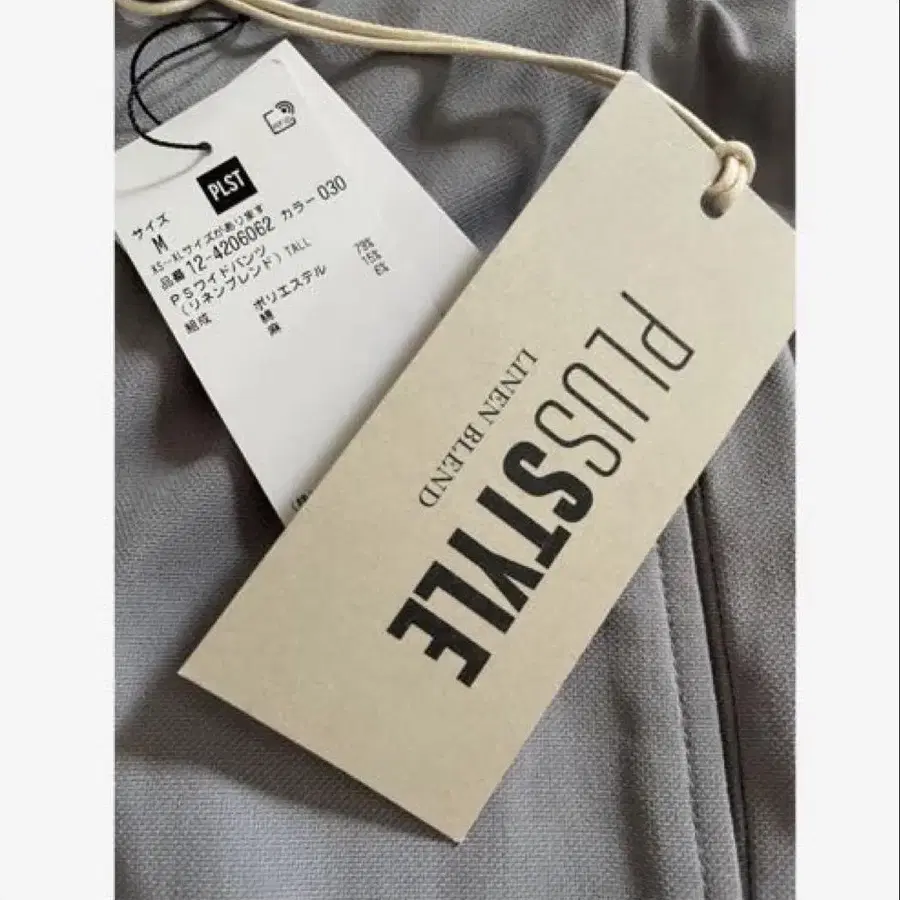 PLST
サイズ
M
XS~XLサイズがあります
品番 12-4206062 カラー 030
PSワイドパンツ
(リネンブレンド) TALL
組成 ポリエステル 79%
綿 15%
麻 6%
PLUSSTYLE
LINEN BLEND